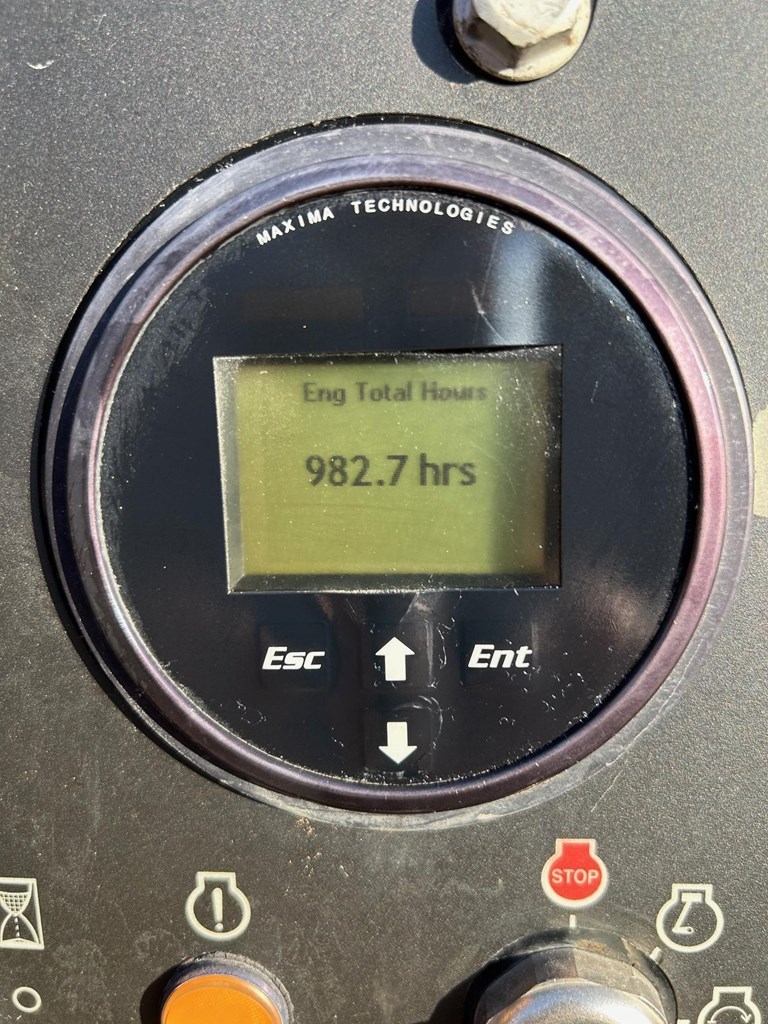 MAXIMA TECHNOLOGIES
Eng Total Hours
982.7 hrs
Esc
Ent
!
STOP